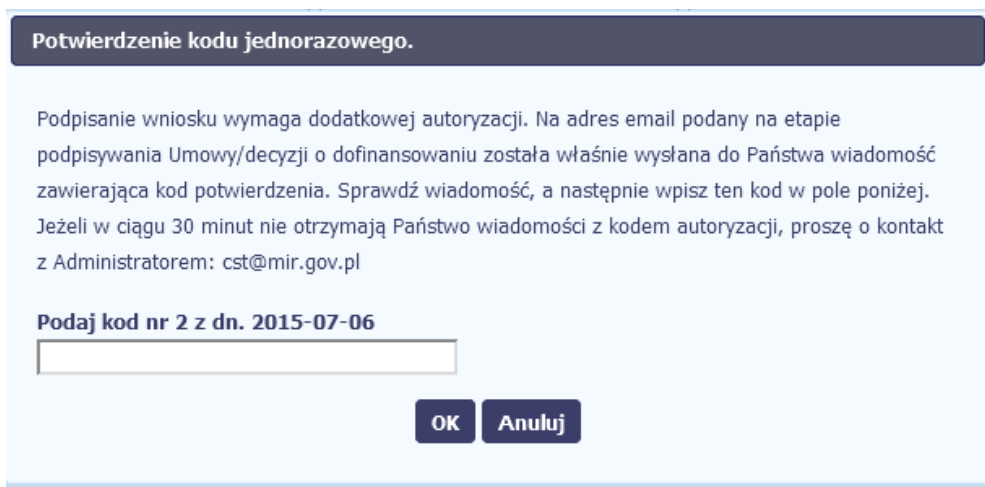 Potwierdzenie kodu jednorazowego.
Podpisanie wniosku wymaga dodatkowej autoryzacji. Na adres email podany na etapie
podpisywania Umowy/decyzji o dofinansowaniu została właśnie wysłana do Państwa wiadomość
zawierająca kod potwierdzenia. Sprawdź wiadomość, a następnie wpisz ten kod w pole poniżej.
Jeżeli w ciągu 30 minut nie otrzymają Państwo wiadomości z kodem autoryzacji, proszę o kontakt
z Administratorem: cst@mir.gov.pl
Podaj kod nr 2 z dn. 2015-07-06
OK Anuluj